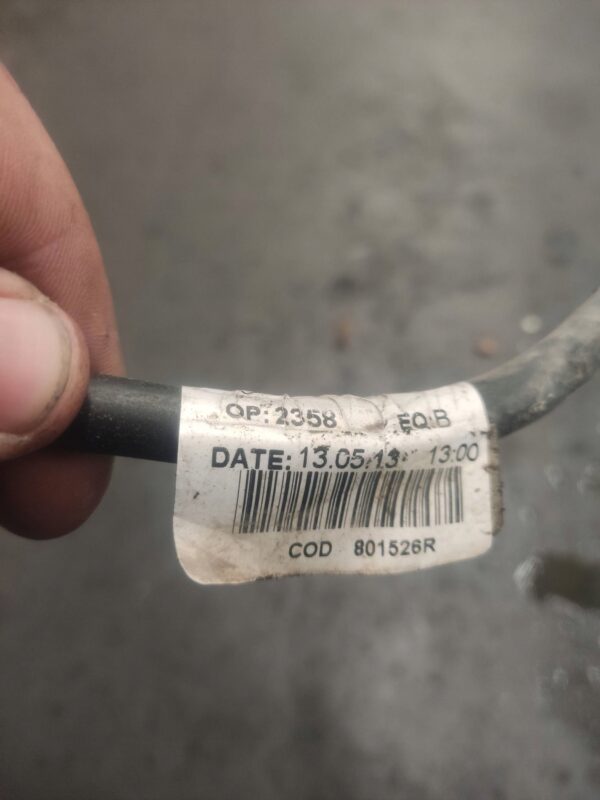 OP: 2358 EQ:B
DATE: 13.05.13 13:00
COD 801526R